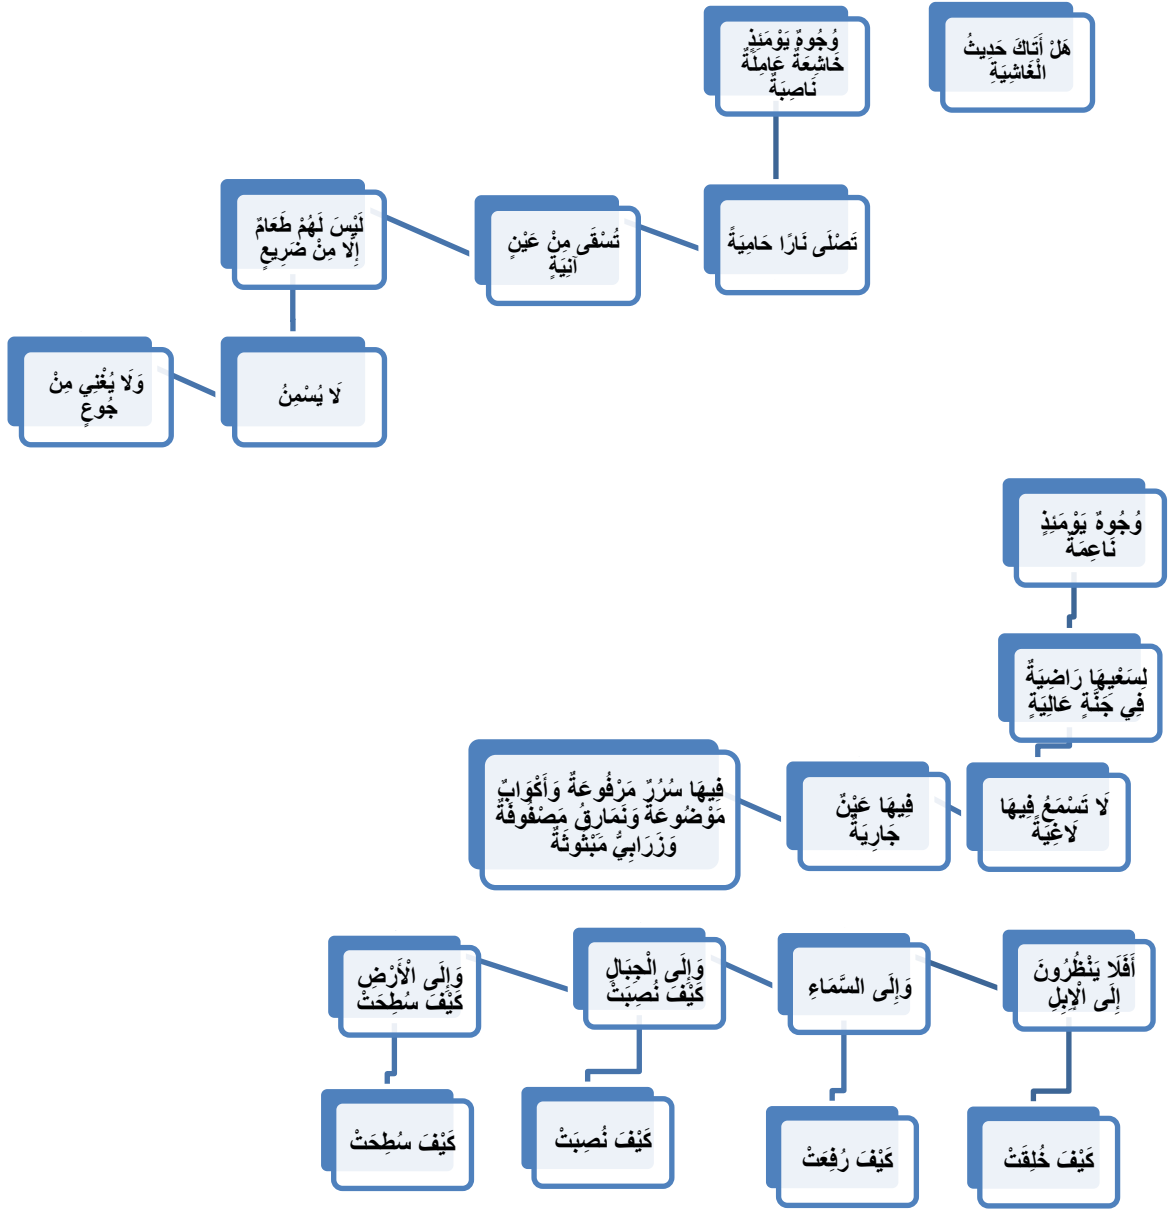 هَلْ أَتَاكَ حَدِيثُ
الْغَاشِيَةِ
وُجُوهٌ يَوْمَئِذٍ
خَاشِعَةٌ عَامِلَةٌ
نَاصِبَةٌ
تَصْلَى نَارًا حَامِيَةً
تُسْقَى مِنْ عَيْنٍ
آنِيَةٍ
لَيْسَ لَهُمْ طَعَامٌ
إِلَّا مِنْ ضَرِيعٍ
لَا يُسْمِنُ
وَلَا يُغْنِي مِنْ
جُوعٍ
وُجُوهٌ يَوْمَئِذٍ
نَاعِمَةٌ
لِسَعْيِهَا رَاضِيَةٌ
فِي جَنَّةٍ عَالِيَةٍ
لَا تَسْمَعُ فِيهَا
لَاغِيَةً
فِيهَا عَيْنٌ
جَارِيَةٌ
فِيهَا سُرُرٌ مَرْفُوعَةٌ وَأَكْوَابٌ
مَوْضُوعَةٌ وَنَمَارِقُ مَصْفُوفَةٌ
وَزَرَابِيُّ مَبْثُوثَةٌ
أَفَلَا يَنْظُرُونَ
إِلَى الْإِبِلِ
وَإِلَى السَّمَاءِ
وَإِلَى الْجِبَالِ
كَيْفَ نُصِبَتْ
وَإِلَى الْأَرْضِ
كَيْفَ سُطِحَتْ
كَيْفَ خُلِقَتْ
كَيْفَ رُفِعَتْ
كَيْفَ نُصِبَتْ
كَيْفَ سُطِحَتْ